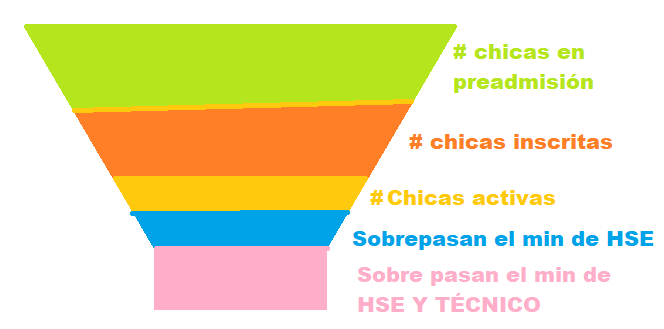 # chicas en
preadmisión
# chicas inscritas
#Chicas activas
Sobrepasan el min de HSE
Sobre pasan el min de
HSE Y TÉCNICO